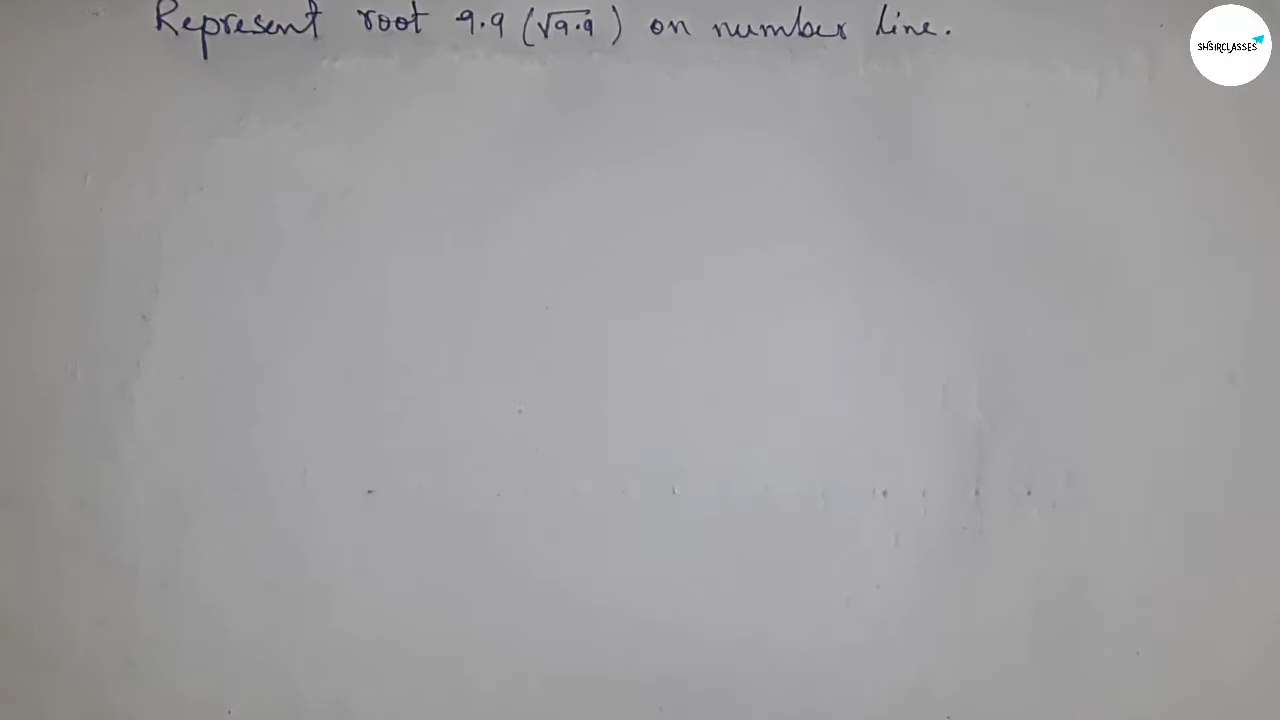 Represent root 9.9 (√9.9) on number line.
SHSIRCLASSES